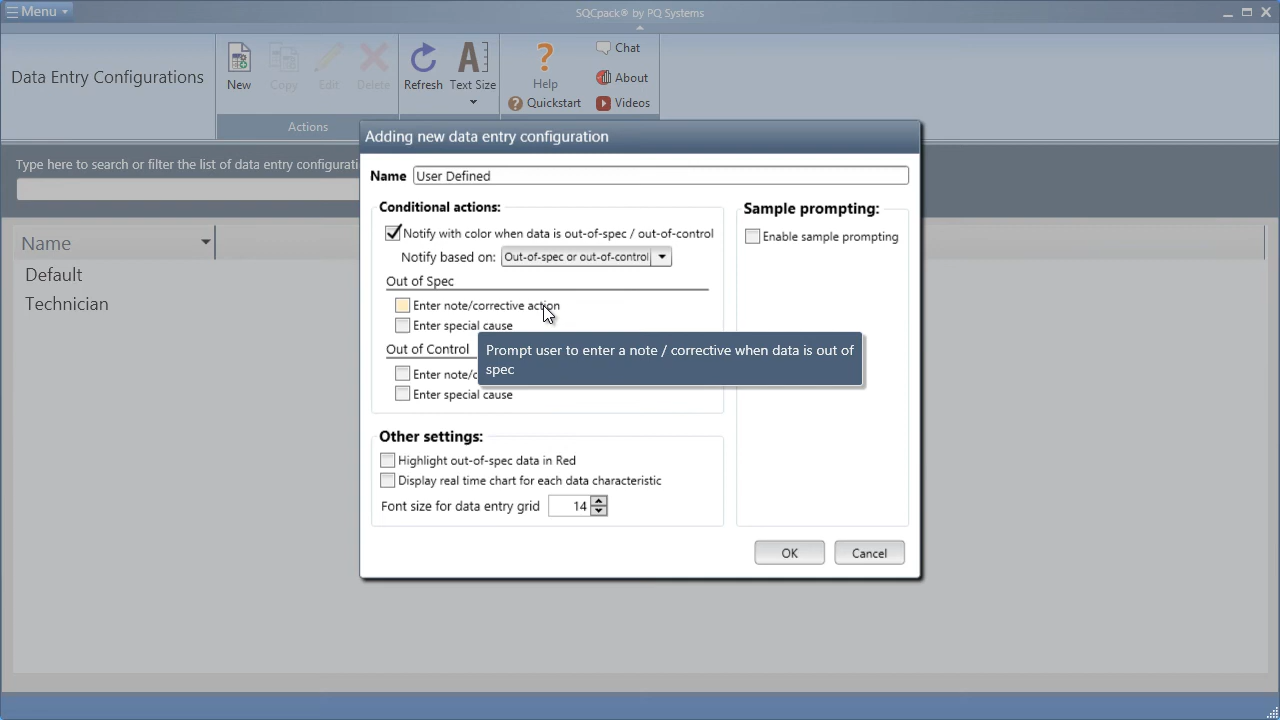 Menu
SQCpack® by PQ Systems
Data Entry Configurations
New
Copy
Edit
Delete
Refresh
Text Size
Help
Quickstart
Chat
About
Videos
Actions
Type here to search or filter the list of data entry configurati
Name
Default
Technician
Adding new data entry configuration
Name User Defined
Conditional actions:
Notify with color when data is out-of-spec / out-of-control
Notify based on: Out-of-spec or out-of-control
Out of Spec
Enter note/corrective action
Enter special cause
Prompt user to enter a note / corrective when data is out of
spec
Out of Control
Enter note/c
Enter special cause
Sample prompting:
Enable sample prompting
Other settings:
Highlight out-of-spec data in Red
Display real time chart for each data characteristic
Font size for data entry grid 14
OK
Cancel